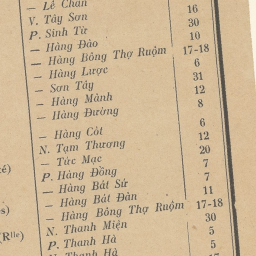 — Lê Chân
V. Tây Sơn 16
P. Sinh Từ 30
— Hàng Đào 10
— Hàng Bông Thợ Ruộm 17-18
— Hàng Lược 6
— Sơn Tây 31
— Hàng Mành 12
— Hàng Đường 8
— Hàng Cót 6
N. Tạm Thương 12
— Tức Mạc 20
P. Hàng Đồng 7
— Hàng Bát Sứ 7
— Hàng Bát Đàn 11
— Hàng Bông Thợ Ruộm 17-18
N. Thanh Miện 30
P. Thanh Hà 5
N. Thanh Hà 5